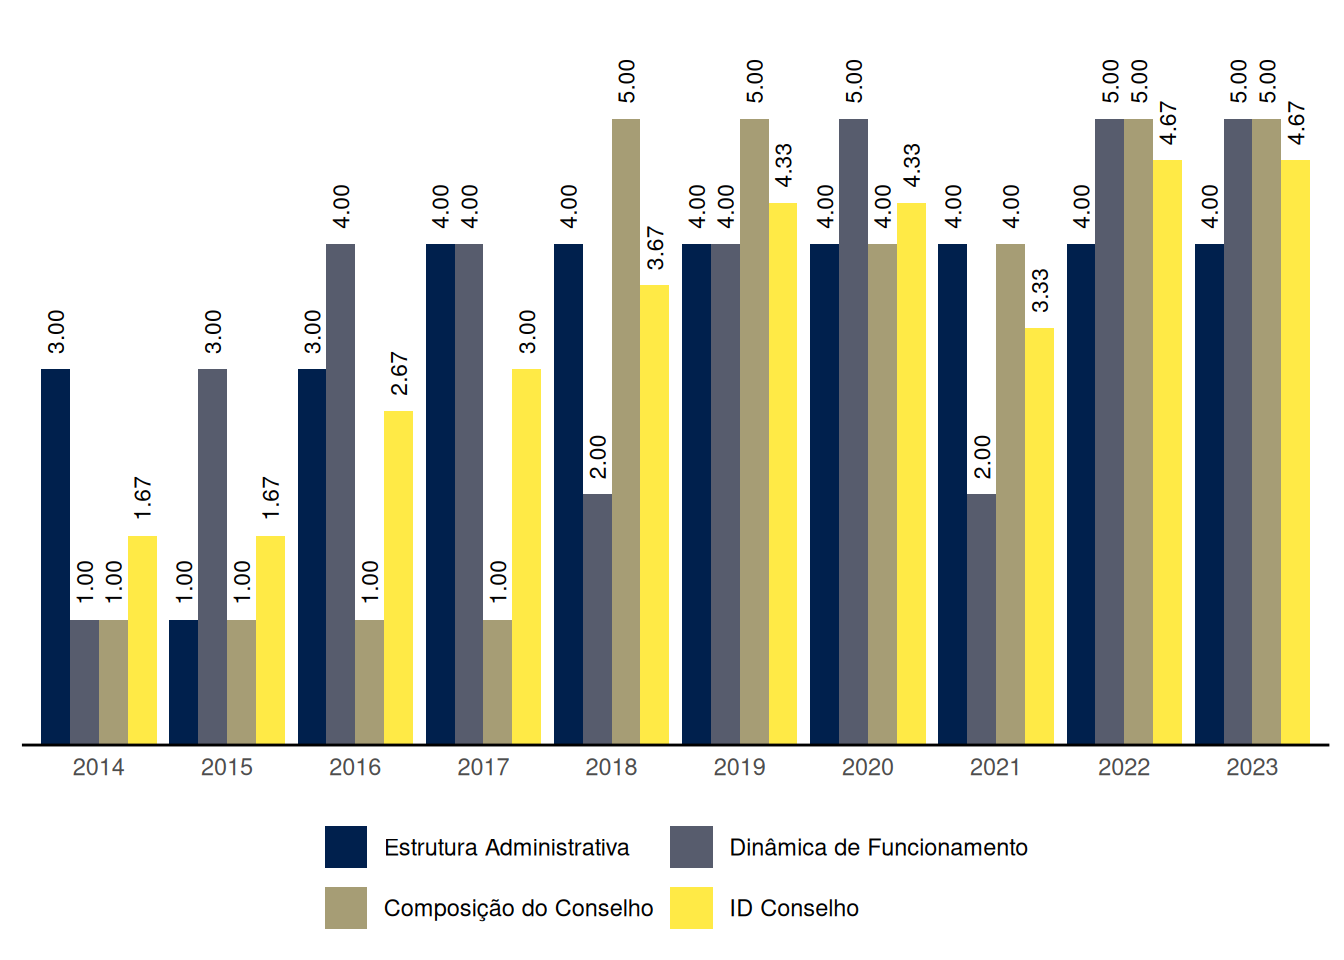 3.00 1.00 1.00 1.67
1.00 3.00 1.00 1.67
3.00 4.00 1.00 2.67
4.00 4.00 1.00 3.00
4.00 2.00 5.00 3.67
4.00 4.00 5.00 4.33
4.00 5.00 4.00 4.33
4.00 2.00 4.00 3.33
4.00 5.00 5.00 4.67
4.00 5.00 5.00 4.67
2014 2015 2016 2017 2018 2019 2020 2021 2022 2023
Estrutura Administrativa Dinâmica de Funcionamento
Composição do Conselho ID Conselho